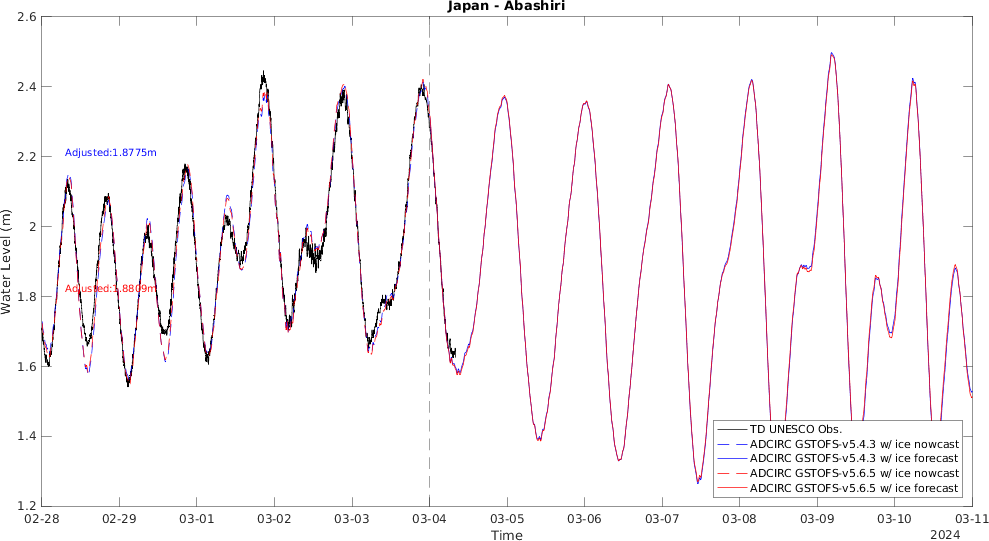 Japan - Abashiri
Water Level (m)
2.6
2.4
2.2
2
1.8
1.6
1.4
1.2
Adjusted:1.8775m
Adjusted:1.8809m
TD UNESCO Obs.
ADCIRC GSTOFS-v5.4.3 w/ ice nowcast
ADCIRC GSTOFS-v5.4.3 w/ ice forecast
ADCIRC GSTOFS-v5.6.5 w/ ice nowcast
ADCIRC GSTOFS-v5.6.5 w/ ice forecast
02-28 02-29 03-01 03-02 03-03 03-04 03-05 03-06 03-07 03-08 03-09 03-10 03-11
Time
2024